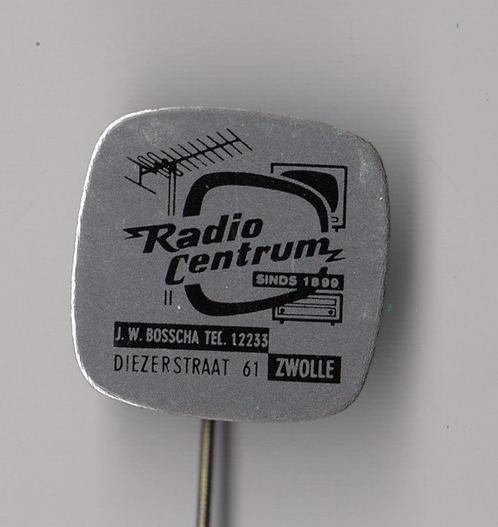 Radio
Centrum
SINDS 1899
J. W. BOSSCHA TEL. 12233
DIEZERSTRAAT 61 ZWOLLE